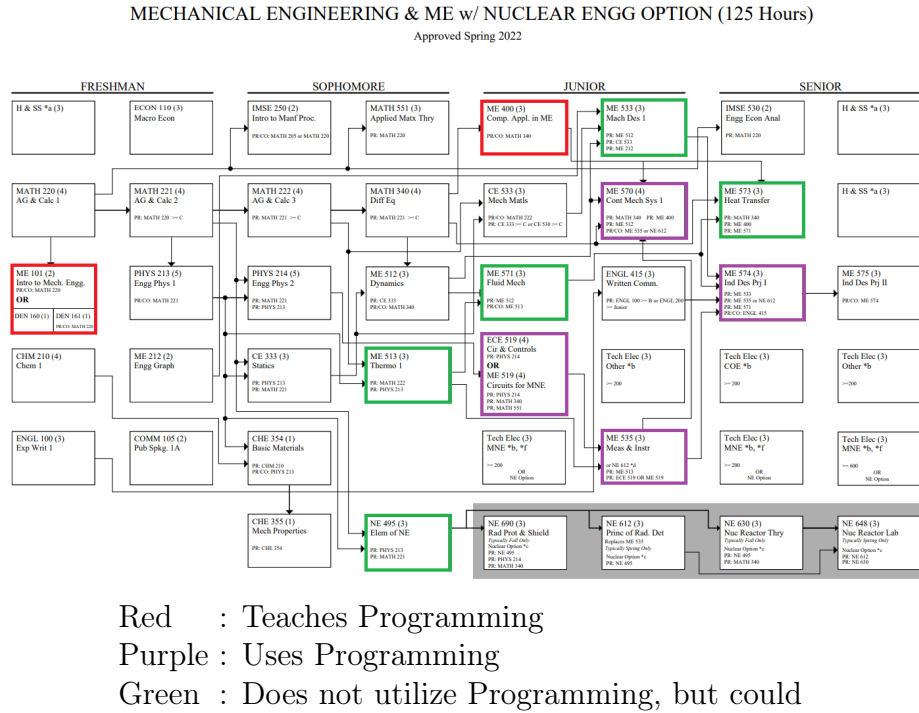 MECHANICAL ENGINEERING & ME w/ NUCLEAR ENGG OPTION (125 Hours)
Approved Spring 2022
FRESHMAN
SOPHOMORE
JUNIOR
SENIOR
H & SS *a (3)
ECON 110 (3)
Macro Econ
IMSE 250 (2)
Intro to Manf Proc.
PR/CO: MATH 205 or MATH 220
MATH 551 (3)
Applied Matx Thry
PR: MATH 220
ME 400 (3)
Comp. Appl. in ME
PR/CO: MATH 340
ME 533 (3)
Mach Des 1
PR: ME 512
PR: CE 533
PR: ME 212
IMSE 530 (2)
Engg Econ Anal
PR: MATH 220
H & SS *a (3)
MATH 220 (4)
AG & Calc 1
MATH 221 (4)
AG & Calc 2
PR: MATH 220 >= C
MATH 222 (4)
AG & Calc 3
PR: MATH 221 >= C
MATH 340 (4)
Diff Eq
PR: MATH 221 >= C
CE 533 (3)
Mech Matls
PR/CO: MATH 222
PR: CE 333 >= C or CE 530 >= C
ME 570 (4)
Cont Mech Sys 1
PR: MATH 340 PR: ME 400
PR: ME 512
PR/CO: ME 535 or NE 612
ME 573 (3)
Heat Transfer
PR: MATH 340
PR: ME 400
PR: ME 571
H & SS *a (3)
ME 101 (2)
Intro to Mech. Engg.
PR/CO: MATH 220
OR
DEN 160 (1)
DEN 161 (1)
PR/CO: MATH 220
PHYS 213 (5)
Engg Phys 1
PR/CO: MATH 221
PHYS 214 (5)
Engg Phys 2
PR: MATH 221
PR: PHYS 213
ME 512 (3)
Dynamics
PR: CE 333
PR/CO: MATH 340
ME 571 (3)
Fluid Mech
PR: ME 512
PR/CO: ME 513
ENGL 415 (3)
Written Comm.
PR: ENGL 100 >= B or ENGL 200
>= Junior
ME 574 (3)
Ind Des Prj I
PR: ME 533
PR: ME 535 or NE 612
PR: ME 571
PR/CO: ENGL 415
ME 575 (3)
Ind Des Prj II
PR/CO: ME 574
CHM 210 (4)
Chem 1
ME 212 (2)
Engg Graph
CE 333 (3)
Statics
PR: PHYS 213
PR: MATH 221
ME 513 (3)
Thermo 1
PR: MATH 222
PR: PHYS 213
ECE 519 (4)
Cir & Controls
PR: PHYS 214
OR
ME 519 (4)
Circuits for MNE
PR: PHYS 214
PR: MATH 340
PR: MATH 551
Tech Elec (3)
Other *b
>= 200
Tech Elec (3)
COE *b
>= 200
Tech Elec (3)
Other *b
>=200
ENGL 100 (3)
Exp Writ 1
COMM 105 (2)
Pub Spkg. 1A
CHE 354 (1)
Basic Materials
PR: CHM 210
PR/CO: PHYS 213
Tech Elec (3)
MNE *b, *f
>= 200
OR
NE Option
ME 535 (3)
Meas & Instr
or NE 612 *d
PR: ME 513
PR: ECE 519 OR ME 519
Tech Elec (3)
MNE *b, *f
>= 200
OR
NE Option
Tech Elec (3)
MNE *b, *f
>= 600
OR
NE Option
CHE 355 (1)
Mech Properties
PR: CHE 354
NE 495 (3)
Elem of NE
PR: PHYS 213
PR: MATH 221
NE 690 (3)
Rad Prot & Shield
Typically Fall Only
Nuclear Option *c
PR: NE 495
PR: PHYS 214
PR: MATH 340
NE 612 (3)
Princ of Rad. Det
Replaces ME 535
Typically Spring Only
Nuclear Option *c
PR: NE 495
NE 630 (3)
Nuc Reactor Thry
Typically Fall Only
Nuclear Option *c
PR: NE 495
PR: MATH 340
NE 648 (3)
Nuc Reactor Lab
Typically Spring Only
Nuclear Option *c
PR: NE 612
PR: NE 630
Red : Teaches Programming
Purple : Uses Programming
Green : Does not utilize Programming, but could